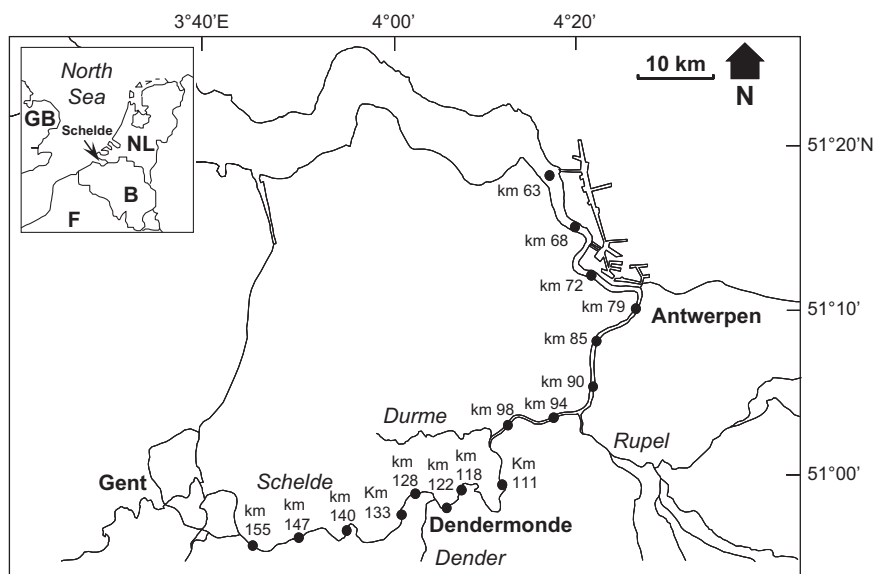 3°40’E
4°00’
4°20’
North
Sea
GB
Schelde
NL
B
F
10 km
N
51°20’N
km 63
km 68
km 72
km 79
51°10’
Antwerpen
km 85
km 90
km 94
km 98
Durme
Rupel
51°00’
Gent
Schelde
km
155
km
147
km
140
Km
133
km
128
km
122
km
118
Km
111
Dendermonde
Dender